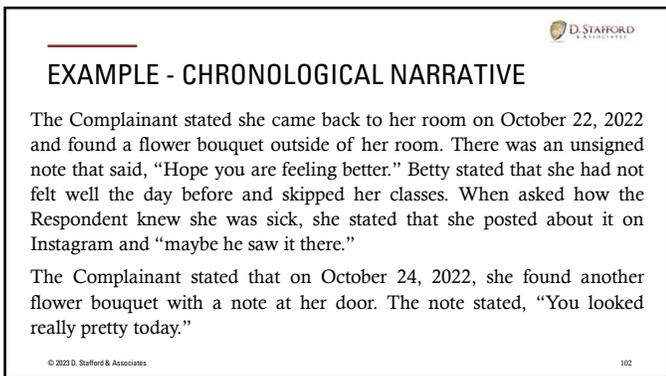 D. STAFFORD
& ASSOCIATES
EXAMPLE - CHRONOLOGICAL NARRATIVE
The Complainant stated she came back to her room on October 22, 2022
and found a flower bouquet outside of her room. There was an unsigned
note that said, “Hope you are feeling better.” Betty stated that she had not
felt well the day before and skipped her classes. When asked how the
Respondent knew she was sick, she stated that she posted about it on
Instagram and “maybe he saw it there.”
The Complainant stated that on October 24, 2022, she found another
flower bouquet with a note at her door. The note stated, “You looked
really pretty today.”
© 2023 D. Stafford & Associates
102